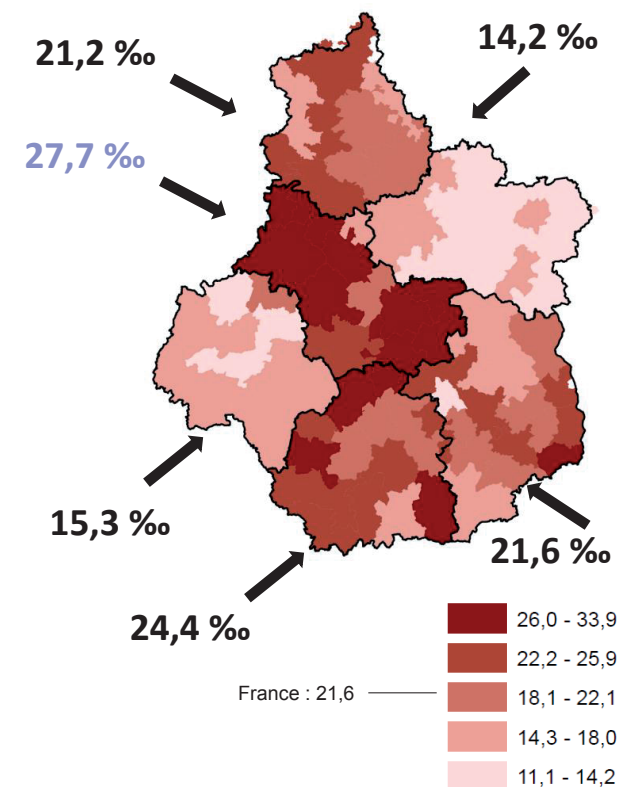 14,2 ‰
21,2 ‰
27,7 ‰
15,3 ‰
21,6 ‰
24,4 ‰
26,0 - 33,9
22,2 - 25,9
France : 21,6
18,1 - 22,1
14,3 - 18,0
11,1 - 14,2